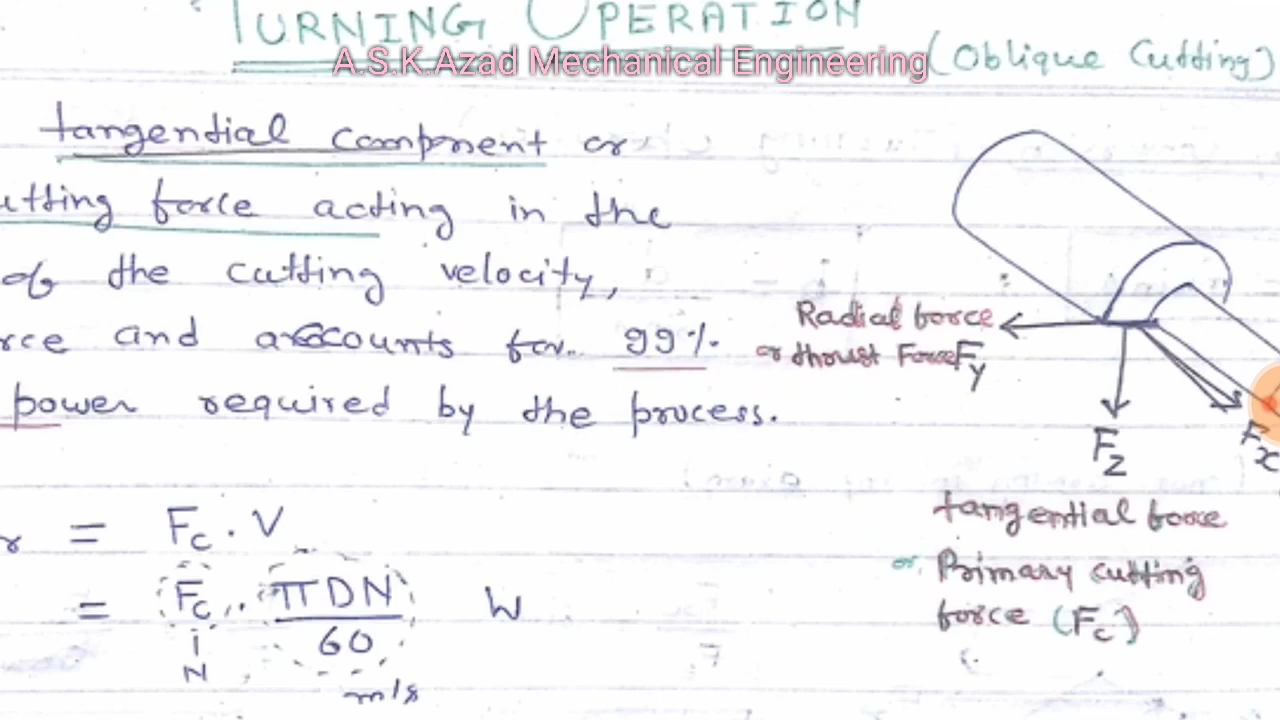 TURNING OPERATION
A.S.K.Azad Mechanical Engineering
(Oblique Cutting)
tangential component or
utting force acting in the
of the cutting velocity,
rce and accounts for 99%
power required by the process.
r = Fc . V
= Fc . πDN/60 W
N
m/s
Radial force
or thrust Force Fy
Fz
Fx
tangential force
or Primary cutting
force (Fc)